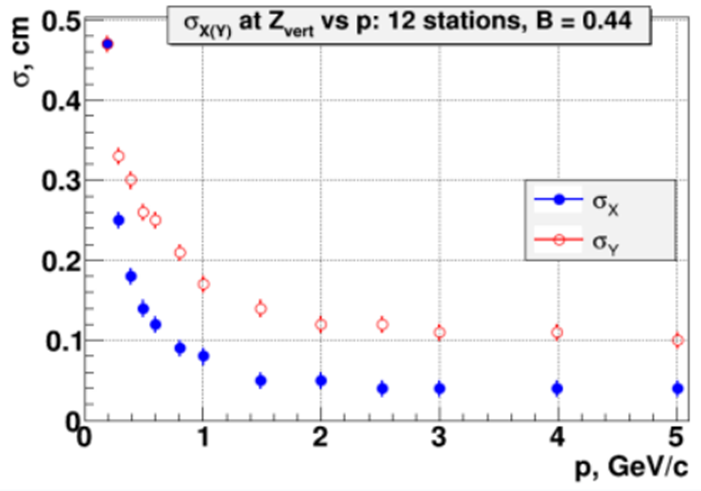 σX(Y) at Zvert vs p: 12 stations, B = 0.44
σ, cm
0.5
0.4
0.3
0.2
0.1
0
σX
σY
0 1 2 3 4 5
p, GeV/c